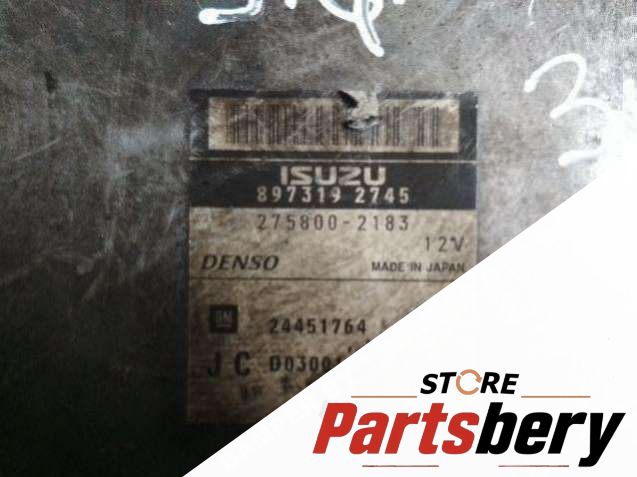 ISUZU
897319 2745
275800-2183
12V
DENSO MADE IN JAPAN
GM 24451764
J C
STORE
Partsbery